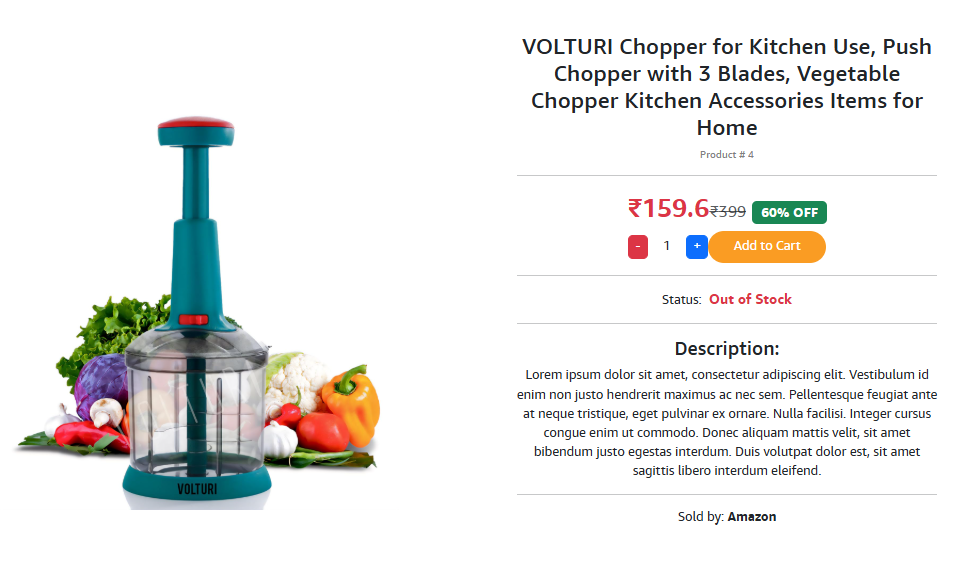 VOLTURI Chopper for Kitchen Use, Push
Chopper with 3 Blades, Vegetable
Chopper Kitchen Accessories Items for
Home
Product # 4
₹159.6₹399 60% OFF
- 1 + Add to Cart
Status: Out of Stock
Description:
Lorem ipsum dolor sit amet, consectetur adipiscing elit. Vestibulum id
enim non justo hendrerit maximus ac nec sem. Pellentesque feugiat ante
at neque tristique, eget pulvinar ex ornare. Nulla facilisi. Integer cursus
congue enim ut commodo. Donec aliquam mattis velit, sit amet
bibendum justo egestas interdum. Duis volutpat dolor est, sit amet
sagittis libero interdum eleifend.
Sold by: Amazon
VOLTURI